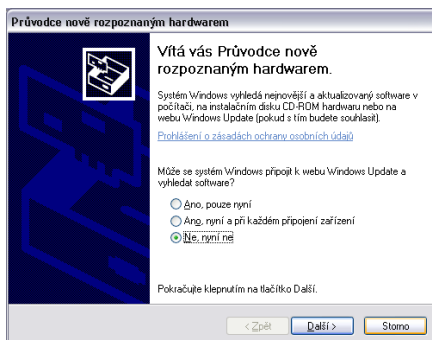 Průvodce nově rozpoznaným hardwarem
Vítá vás Průvodce nově
rozpoznaným hardwarem.
Systém Windows vyhledá nejnovější a aktualizovaný software v
počítači, na instalačním disku CD-ROM hardwaru nebo na
webu Windows Update (pokud s tím budete souhlasit).
Prohlášení o zásadách ochrany osobních údajů
Může se systém Windows připojit k webu Windows Update a
vyhledat software?
Ano, pouze nyní
Ano, nyní a při každém připojení zařízení
Ne, nyní ne
Pokračujte klepnutím na tlačítko Další.
< Zpět Další > Storno